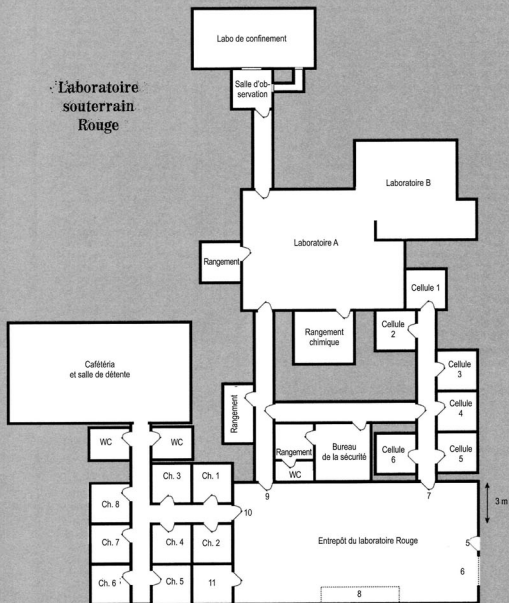 Labo de confinement
Laboratoire
souterrain
Rouge
Salle d'ob-
servation
Laboratoire B
Laboratoire A
Rangement
Cellule 1
Rangement
chimique
Cellule
2
Cellule
3
Cafétéria
et salle de détente
Rangement
Cellule
4
WC
WC
Rangement
WC
Bureau
de la sécurité
Cellule
6
Cellule
5
Ch. 3
Ch. 1
9
7
3 m
Ch. 8
10
Ch. 7
Ch. 4
Ch. 2
Entrepôt du laboratoire Rouge
5
6
Ch. 6
Ch. 5
11
8